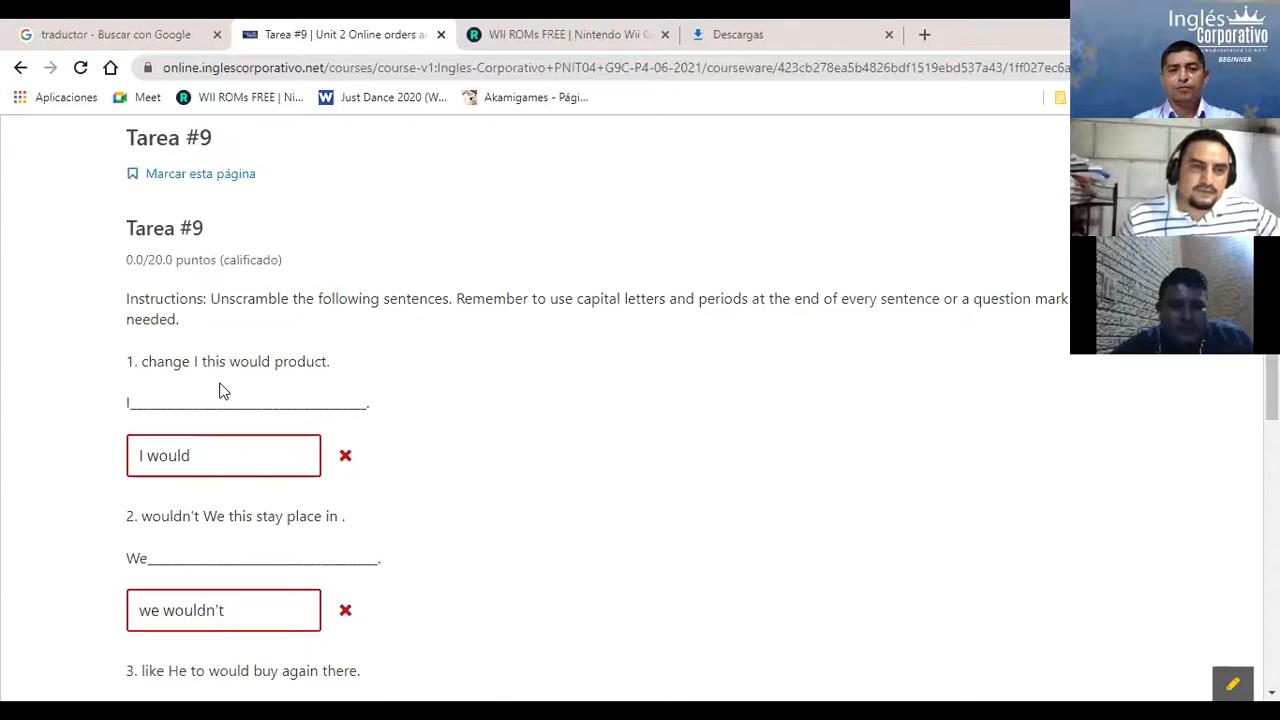 traductor - Buscar con Google
Tarea #9 | Unit 2 Online orders a
WII ROMs FREE | Nintendo Wii G
Descargas
online.inglescorporativo.net/courses/course-v1:Ingles-Corporativo+PNIT04+G9C-P4-06-2021/courseware/423ab278ea5b4826bdf1519ebd537a43/1ff027ec6a
Aplicaciones
Meet
WII ROMs FREE | Ni...
Just Dance 2020 (W...
Akamigames - Pági...
Inglés
Corporativo
BEGINNER
Tarea #9
Marcar esta página
Tarea #9
0.0/20.0 puntos (calificado)
Instructions: Unscramble the following sentences. Remember to use capital letters and periods at the end of every sentence or a question mark
needed.
1. change I this would product.
I__________________________________.
I would
2. wouldn't We this stay place in .
We_________________________________.
we wouldn't
3. like He to would buy again there.